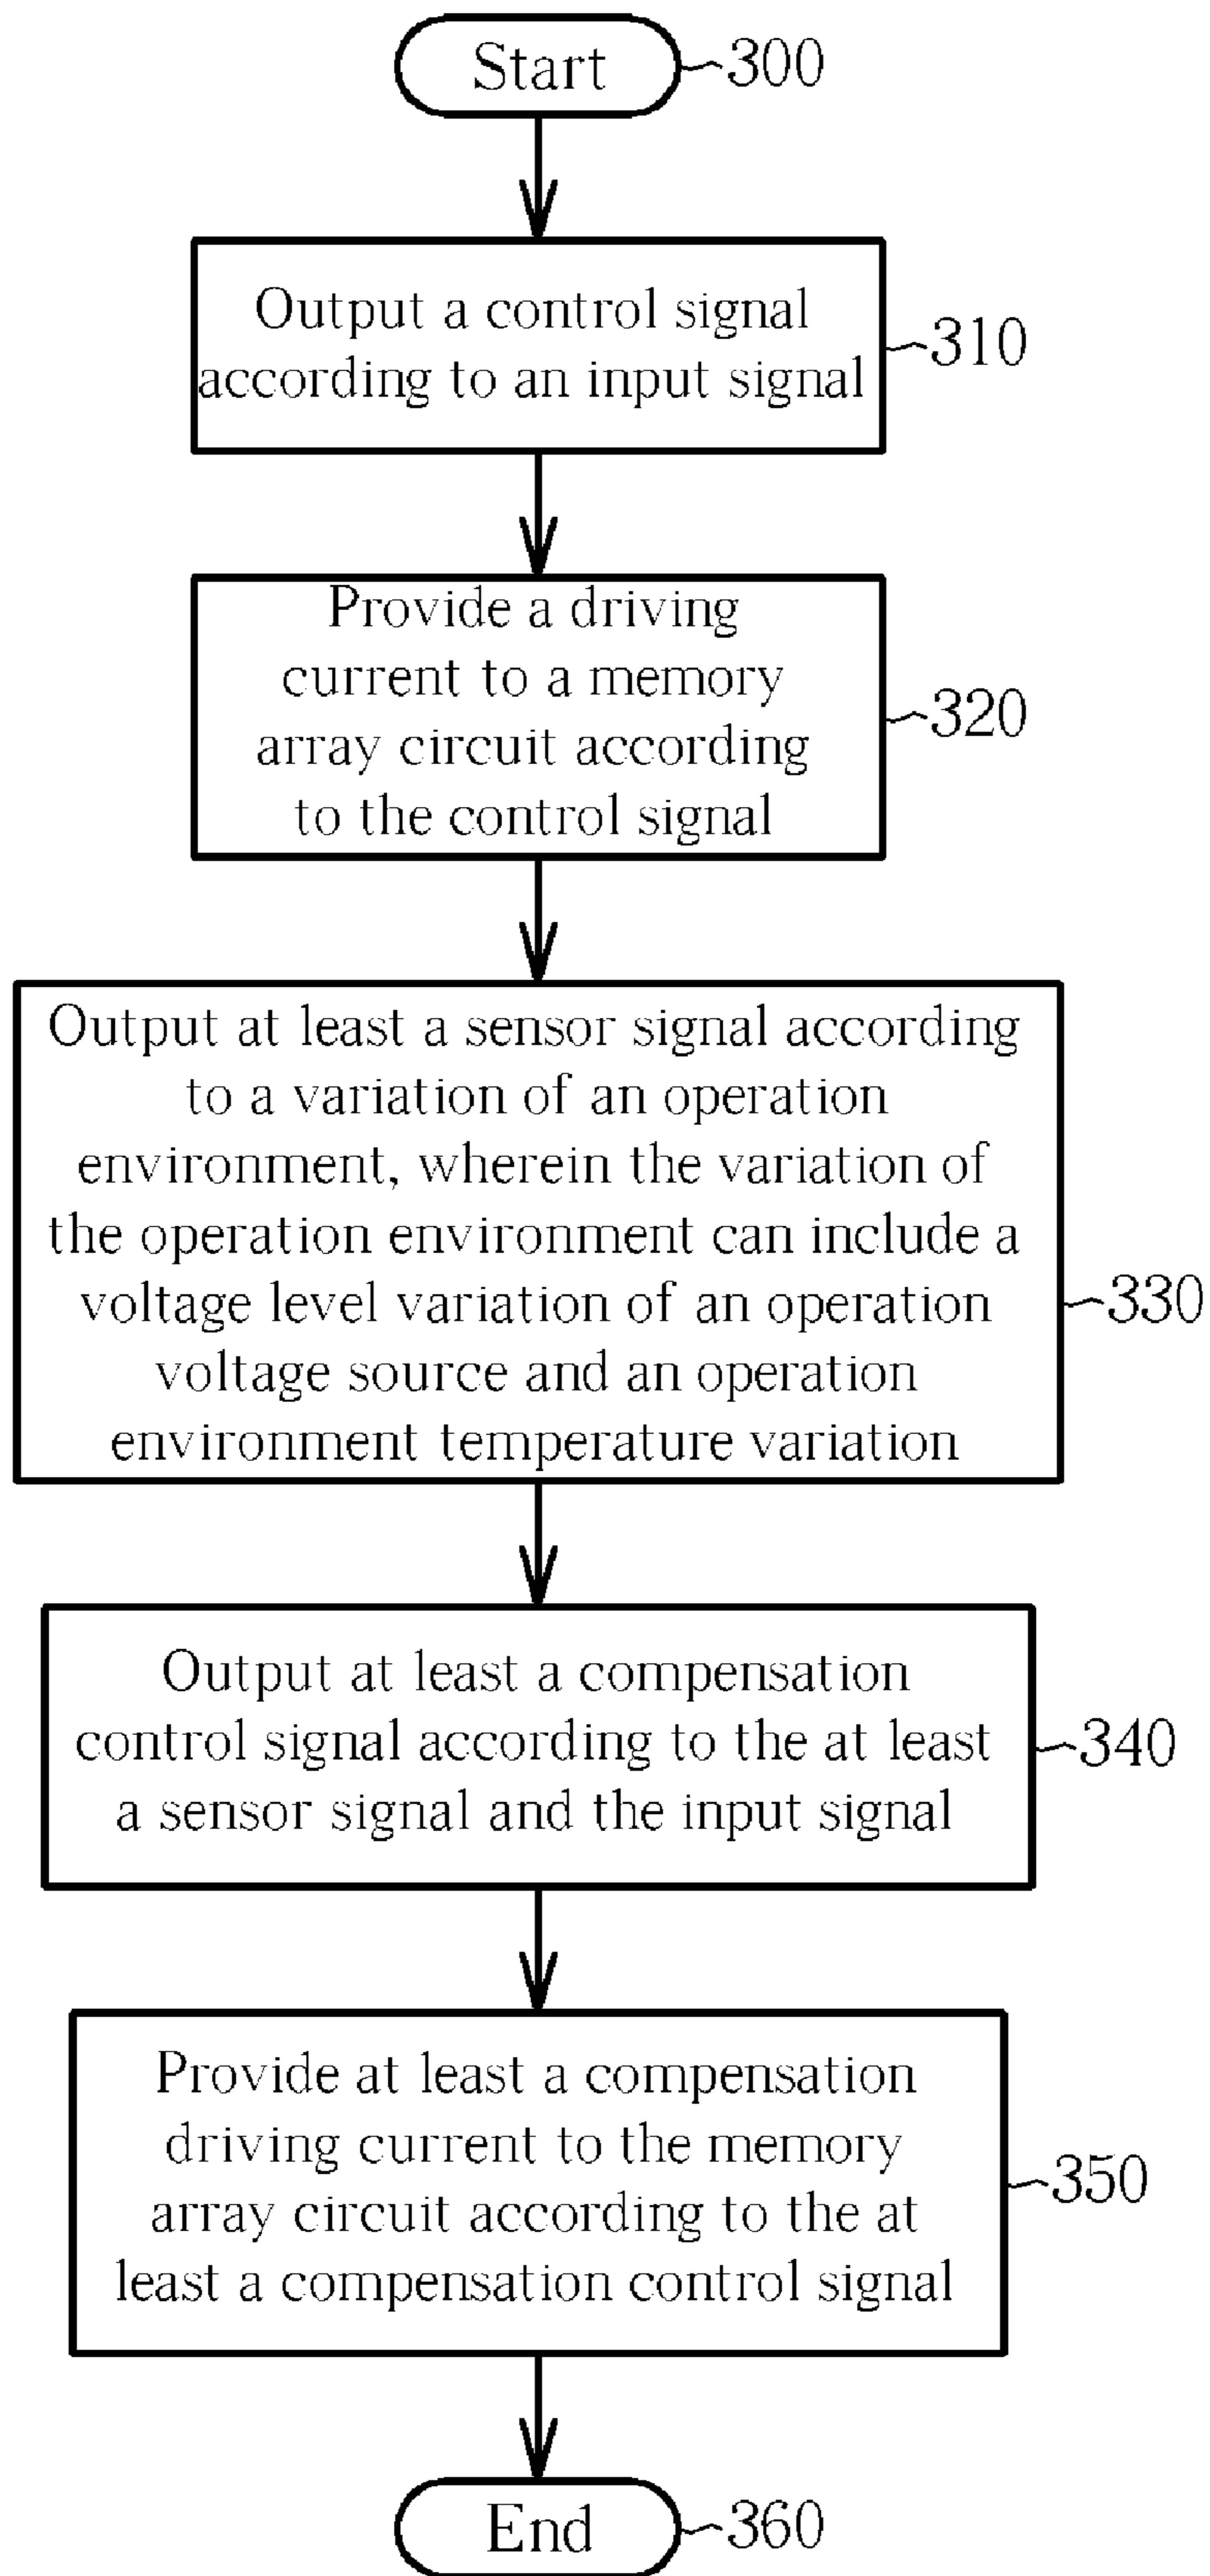 Start
300
Output a control signal
according to an input signal
310
Provide a driving
current to a memory
array circuit according
to the control signal
320
Output at least a sensor signal according
to a variation of an operation
environment, wherein the variation of
the operation environment can include a
voltage level variation of an operation
voltage source and an operation
environment temperature variation
330
Output at least a compensation
control signal according to the at least
a sensor signal and the input signal
340
Provide at least a compensation
driving current to the memory
array circuit according to the at
least a compensation control signal
350
End
360